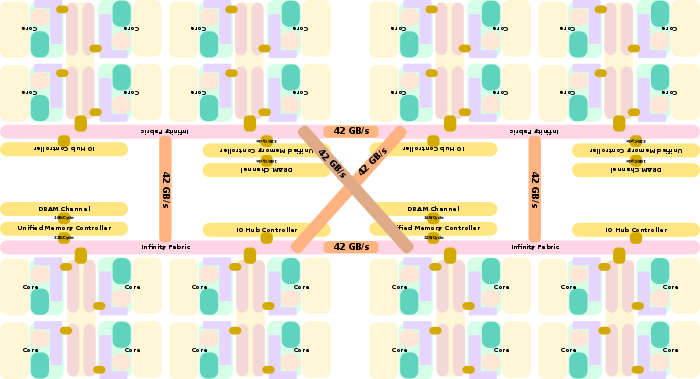 Core Core Core Core Core Core Core Core
Core Core Core Core Core Core Core Core
Infinity Fabric 42 GB/s Infinity Fabric
IO Hub Controller Unified Memory Controller IO Hub Controller Unified Memory Controller
DRAM Channel DRAM Channel
42 GB/s 42 GB/s 42 GB/s 42 GB/s
DRAM Channel DRAM Channel
Unified Memory Controller IO Hub Controller fied Memory Controller IO Hub Controller
Infinity Fabric 42 GB/s Infinity Fabric
Core Core Core Core Core Core Core Core
Core Core Core Core Core Core Core Core